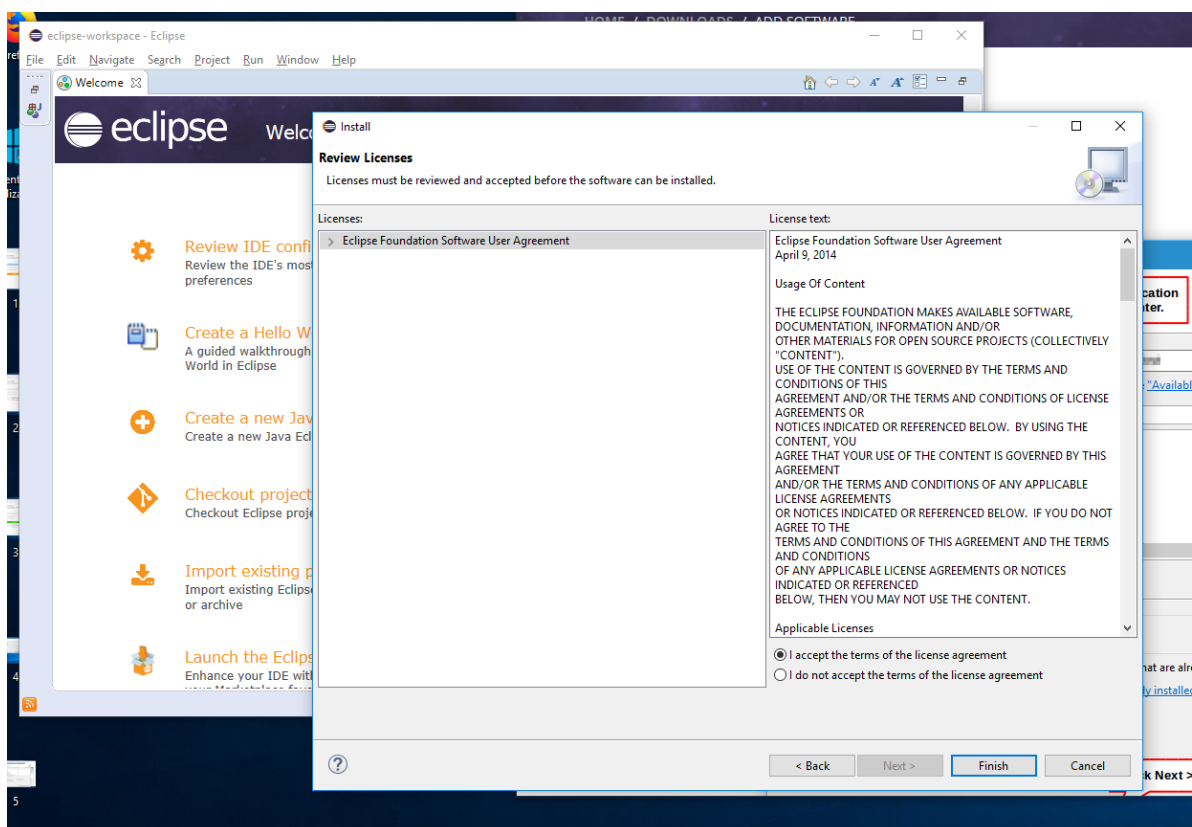 HOME / DOWNLOADS / ADD SOFTWARE
eclipse-workspace - Eclipse
File Edit Navigate Search Project Run Window Help
Welcome
eclipse
Install
Review Licenses
Licenses must be reviewed and accepted before the software can be installed.
Licenses:
Eclipse Foundation Software User Agreement
License text:
Eclipse Foundation Software User Agreement
April 9, 2014
Usage Of Content
THE ECLIPSE FOUNDATION MAKES AVAILABLE SOFTWARE,
DOCUMENTATION, INFORMATION AND/OR
OTHER MATERIALS FOR OPEN SOURCE PROJECTS (COLLECTIVELY
"CONTENT").
USE OF THE CONTENT IS GOVERNED BY THE TERMS AND
CONDITIONS OF THIS
AGREEMENT AND/OR THE TERMS AND CONDITIONS OF LICENSE
AGREEMENTS OR
NOTICES INDICATED OR REFERENCED BELOW. BY USING THE
CONTENT, YOU
AGREE THAT YOUR USE OF THE CONTENT IS GOVERNED BY THIS
AGREEMENT
AND/OR THE TERMS AND CONDITIONS OF ANY APPLICABLE
LICENSE AGREEMENTS
OR NOTICES INDICATED OR REFERENCED BELOW. IF YOU DO NOT
AGREE TO THE
TERMS AND CONDITIONS OF THIS AGREEMENT AND THE TERMS
AND CONDITIONS
OF ANY APPLICABLE LICENSE AGREEMENTS OR NOTICES
INDICATED OR REFERENCED
BELOW, THEN YOU MAY NOT USE THE CONTENT.
Applicable Licenses
I accept the terms of the license agreement
I do not accept the terms of the license agreement
< Back Next > Finish Cancel
Review IDE confi
Review the IDE's mos
preferences
Create a Hello W
A guided walkthrough
World in Eclipse
Create a new Jav
Create a new Java Ecl
Checkout project
Checkout Eclipse proje
Import existing p
Import existing Eclips
or archive
Launch the Eclips
Enhance your IDE wit
cation
"Availabl
hat are alre
ly installed
k Next >
1
2
3
4
5